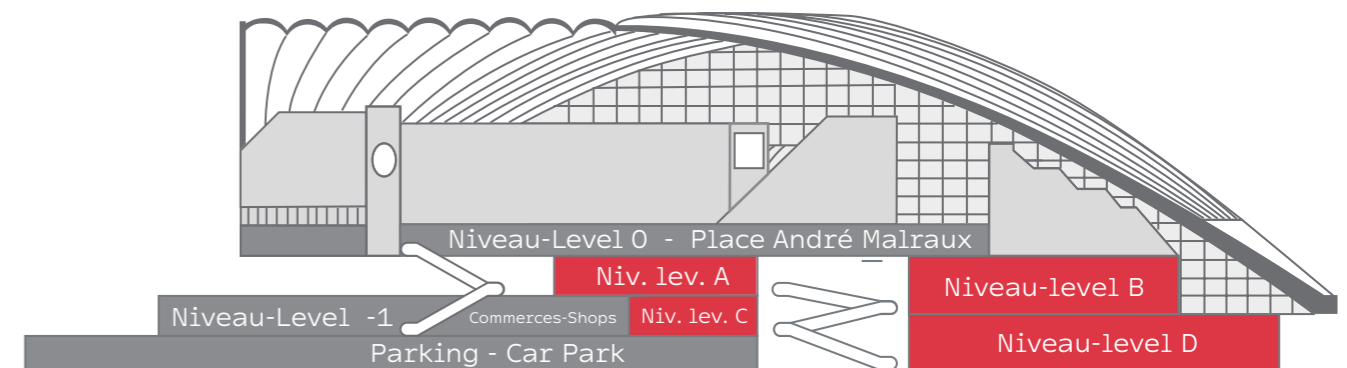 Niveau-Level 0 - Place André Malraux
Niv. lev. A
Niveau-level B
Niveau-Level -1
Commerces-Shops
Niv. lev. C
Niveau-level D
Parking - Car Park